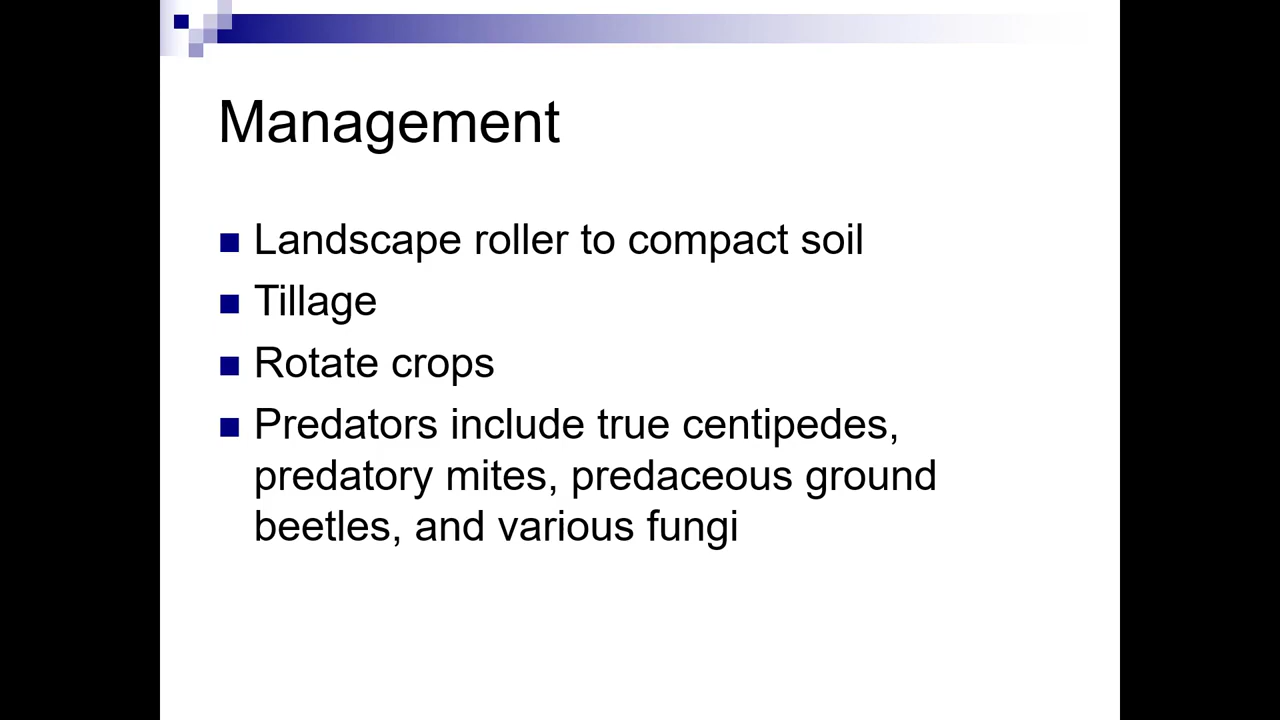 Management
Landscape roller to compact soil
Tillage
Rotate crops
Predators include true centipedes,
predatory mites, predaceous ground
beetles, and various fungi